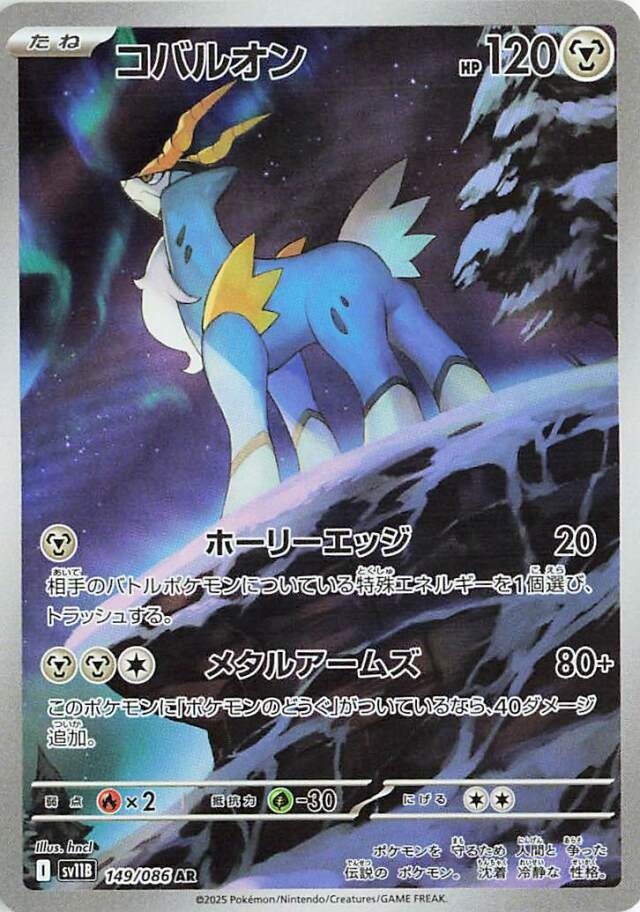 たね コバルオン HP 120
ホーリーエッジ 20
相手のバトルポケモンについている特殊エネルギーを1個選び、
トラッシュする。
メタルアームズ 80+
このポケモンに「ポケモンのどうぐ」がついているなら、40ダメージ
追加。
弱点 ×2 抵抗力 -30 にげる
Illus. hncl
I sv11B 149/086 AR
ポケモンを 守るため 人間と 争った
伝説の ポケモン。沈着 冷静な 性格。
©2025 Pokémon/Nintendo/Creatures/GAME FREAK.